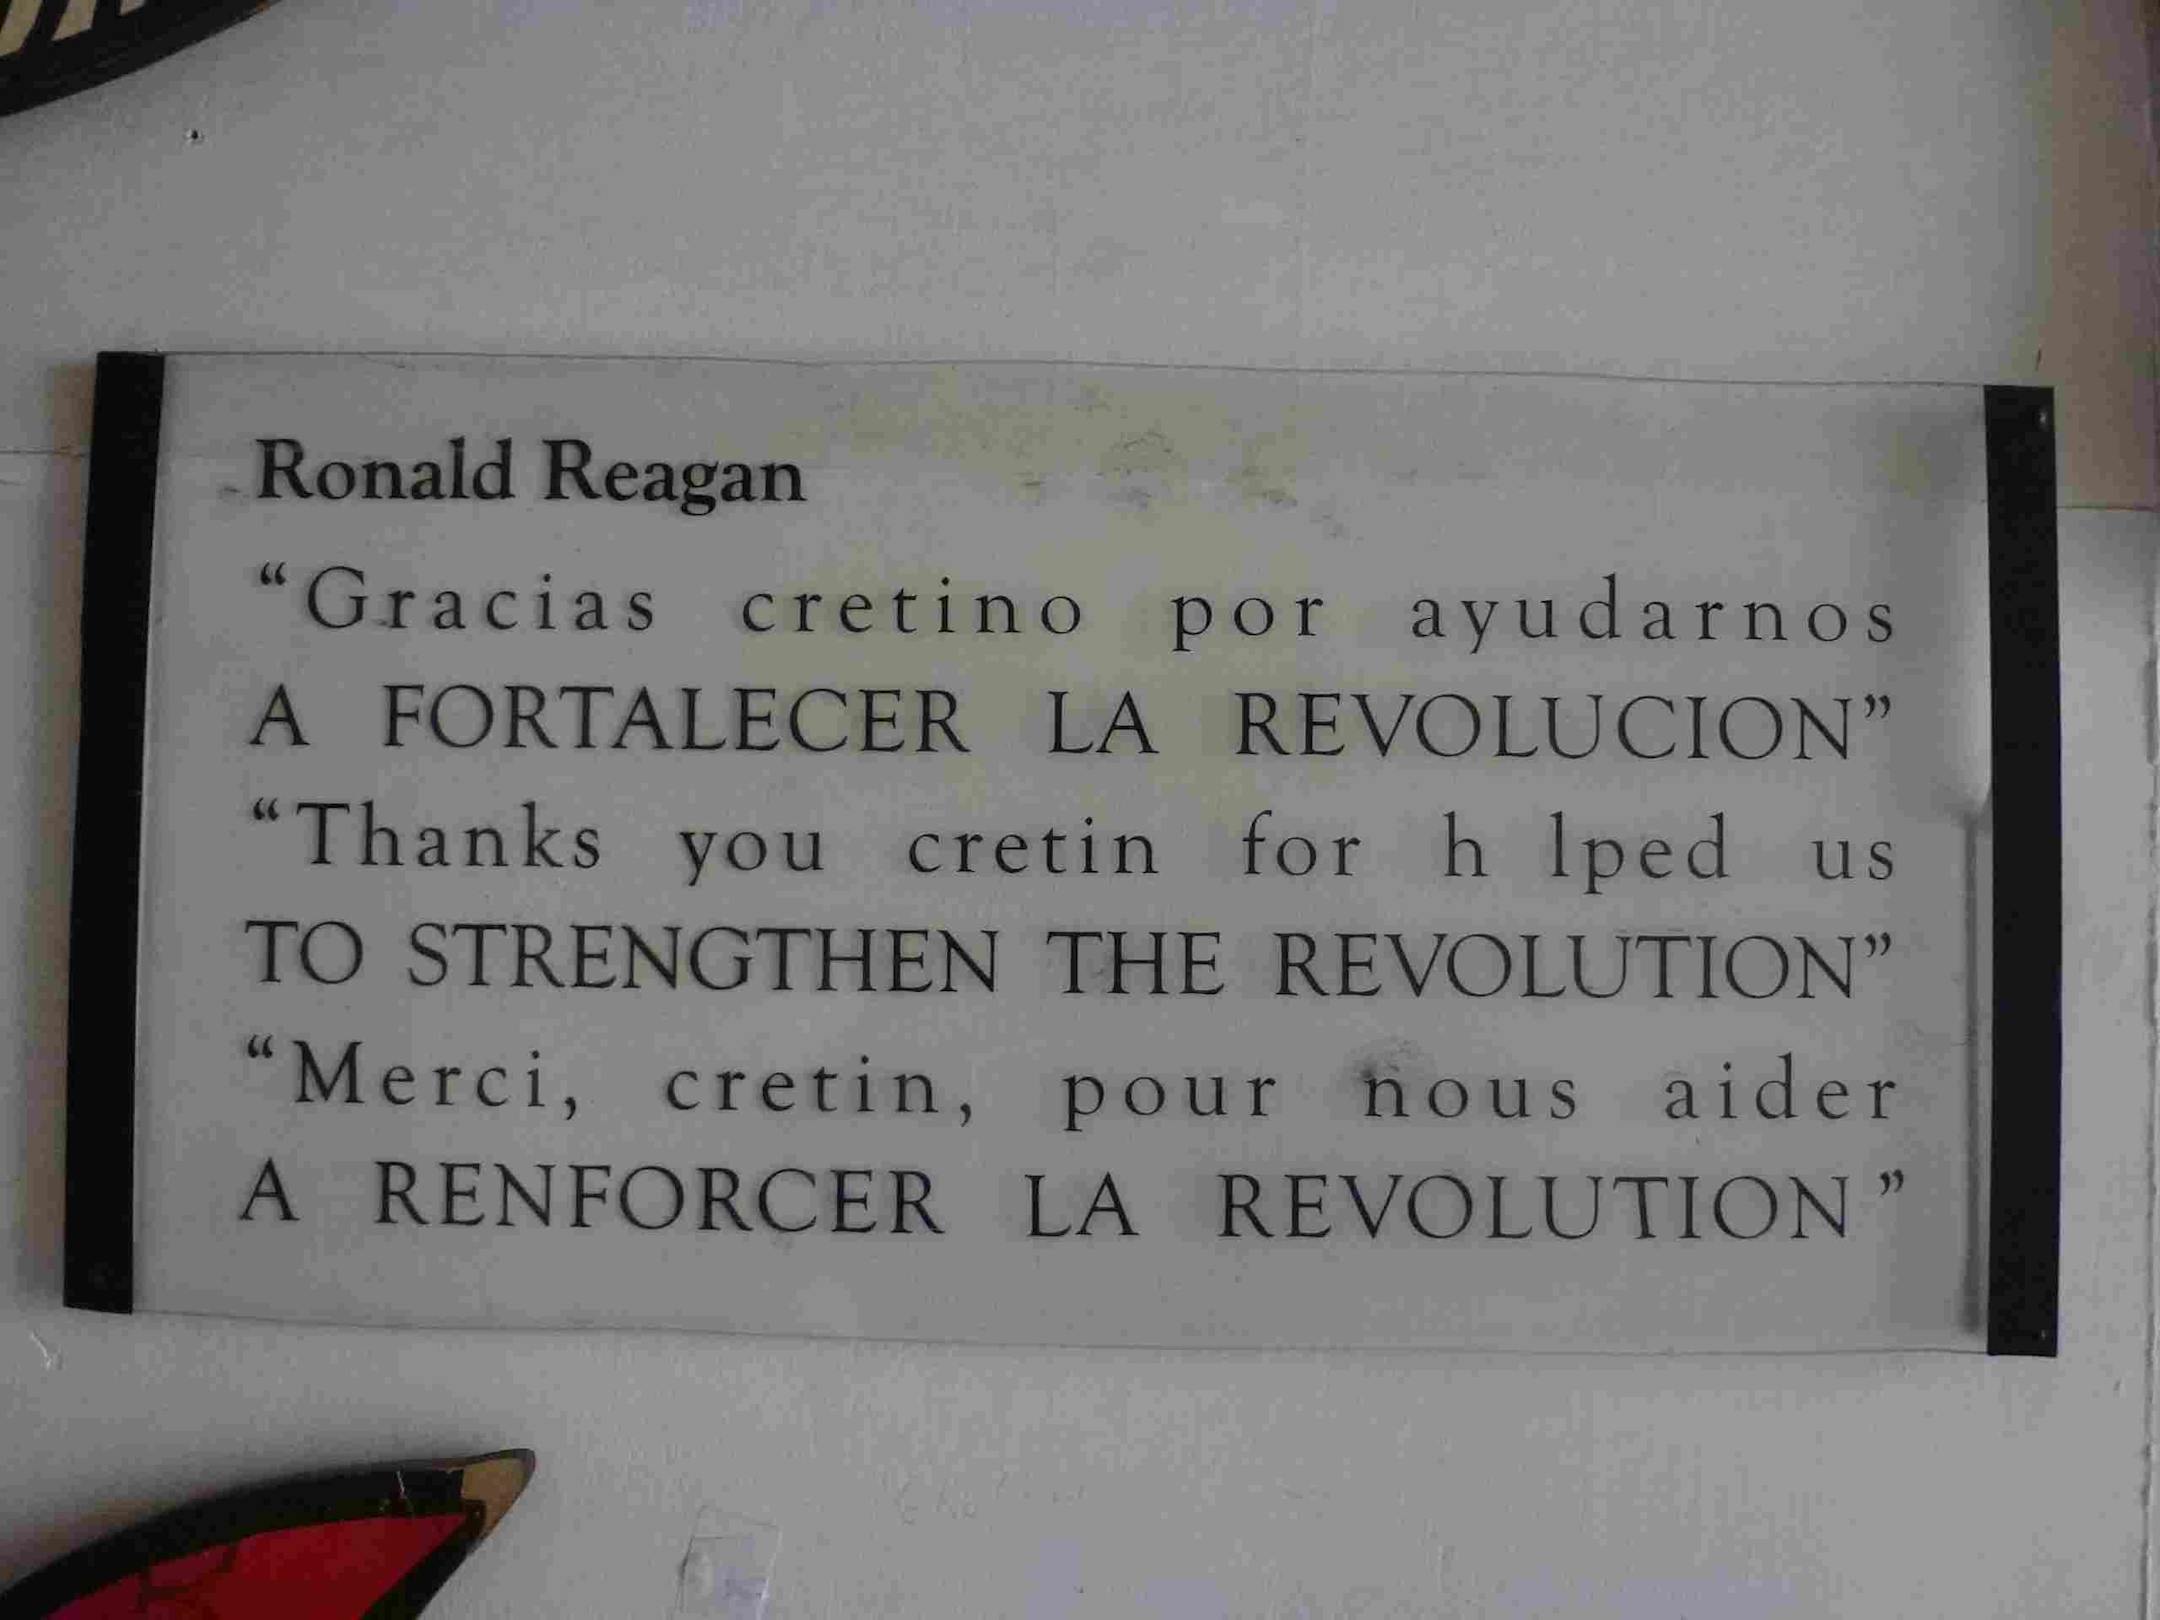 Ronald Reagan
“Gracias cretino por ayudarnos
A FORTALECER LA REVOLUCION”
“Thanks you cretin for h lped us
TO STRENGTHEN THE REVOLUTION”
“Merci, cretin, pour nous aider
A RENFORCER LA REVOLUTION”